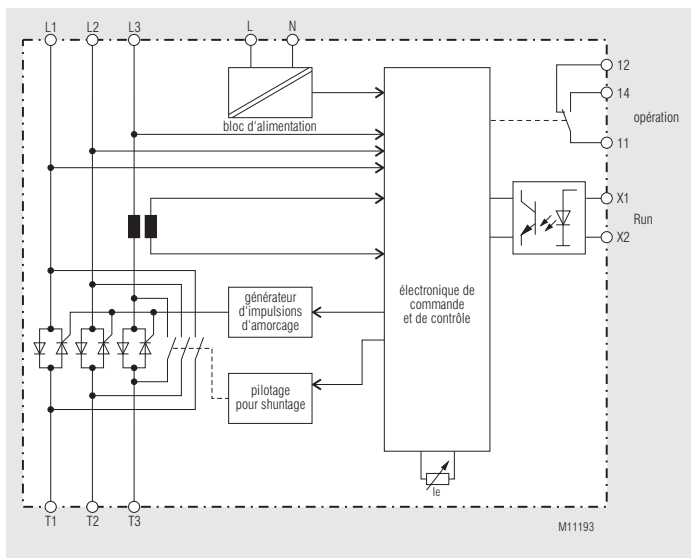 L1 L2 L3 L N
12
14
bloc d'alimentation
opération
11
X1
Run
X2
générateur
d'impulsions
d'amorcage
électronique de
commande
et de contrôle
pilotage
pour shuntage
Ie
T1 T2 T3
M11193